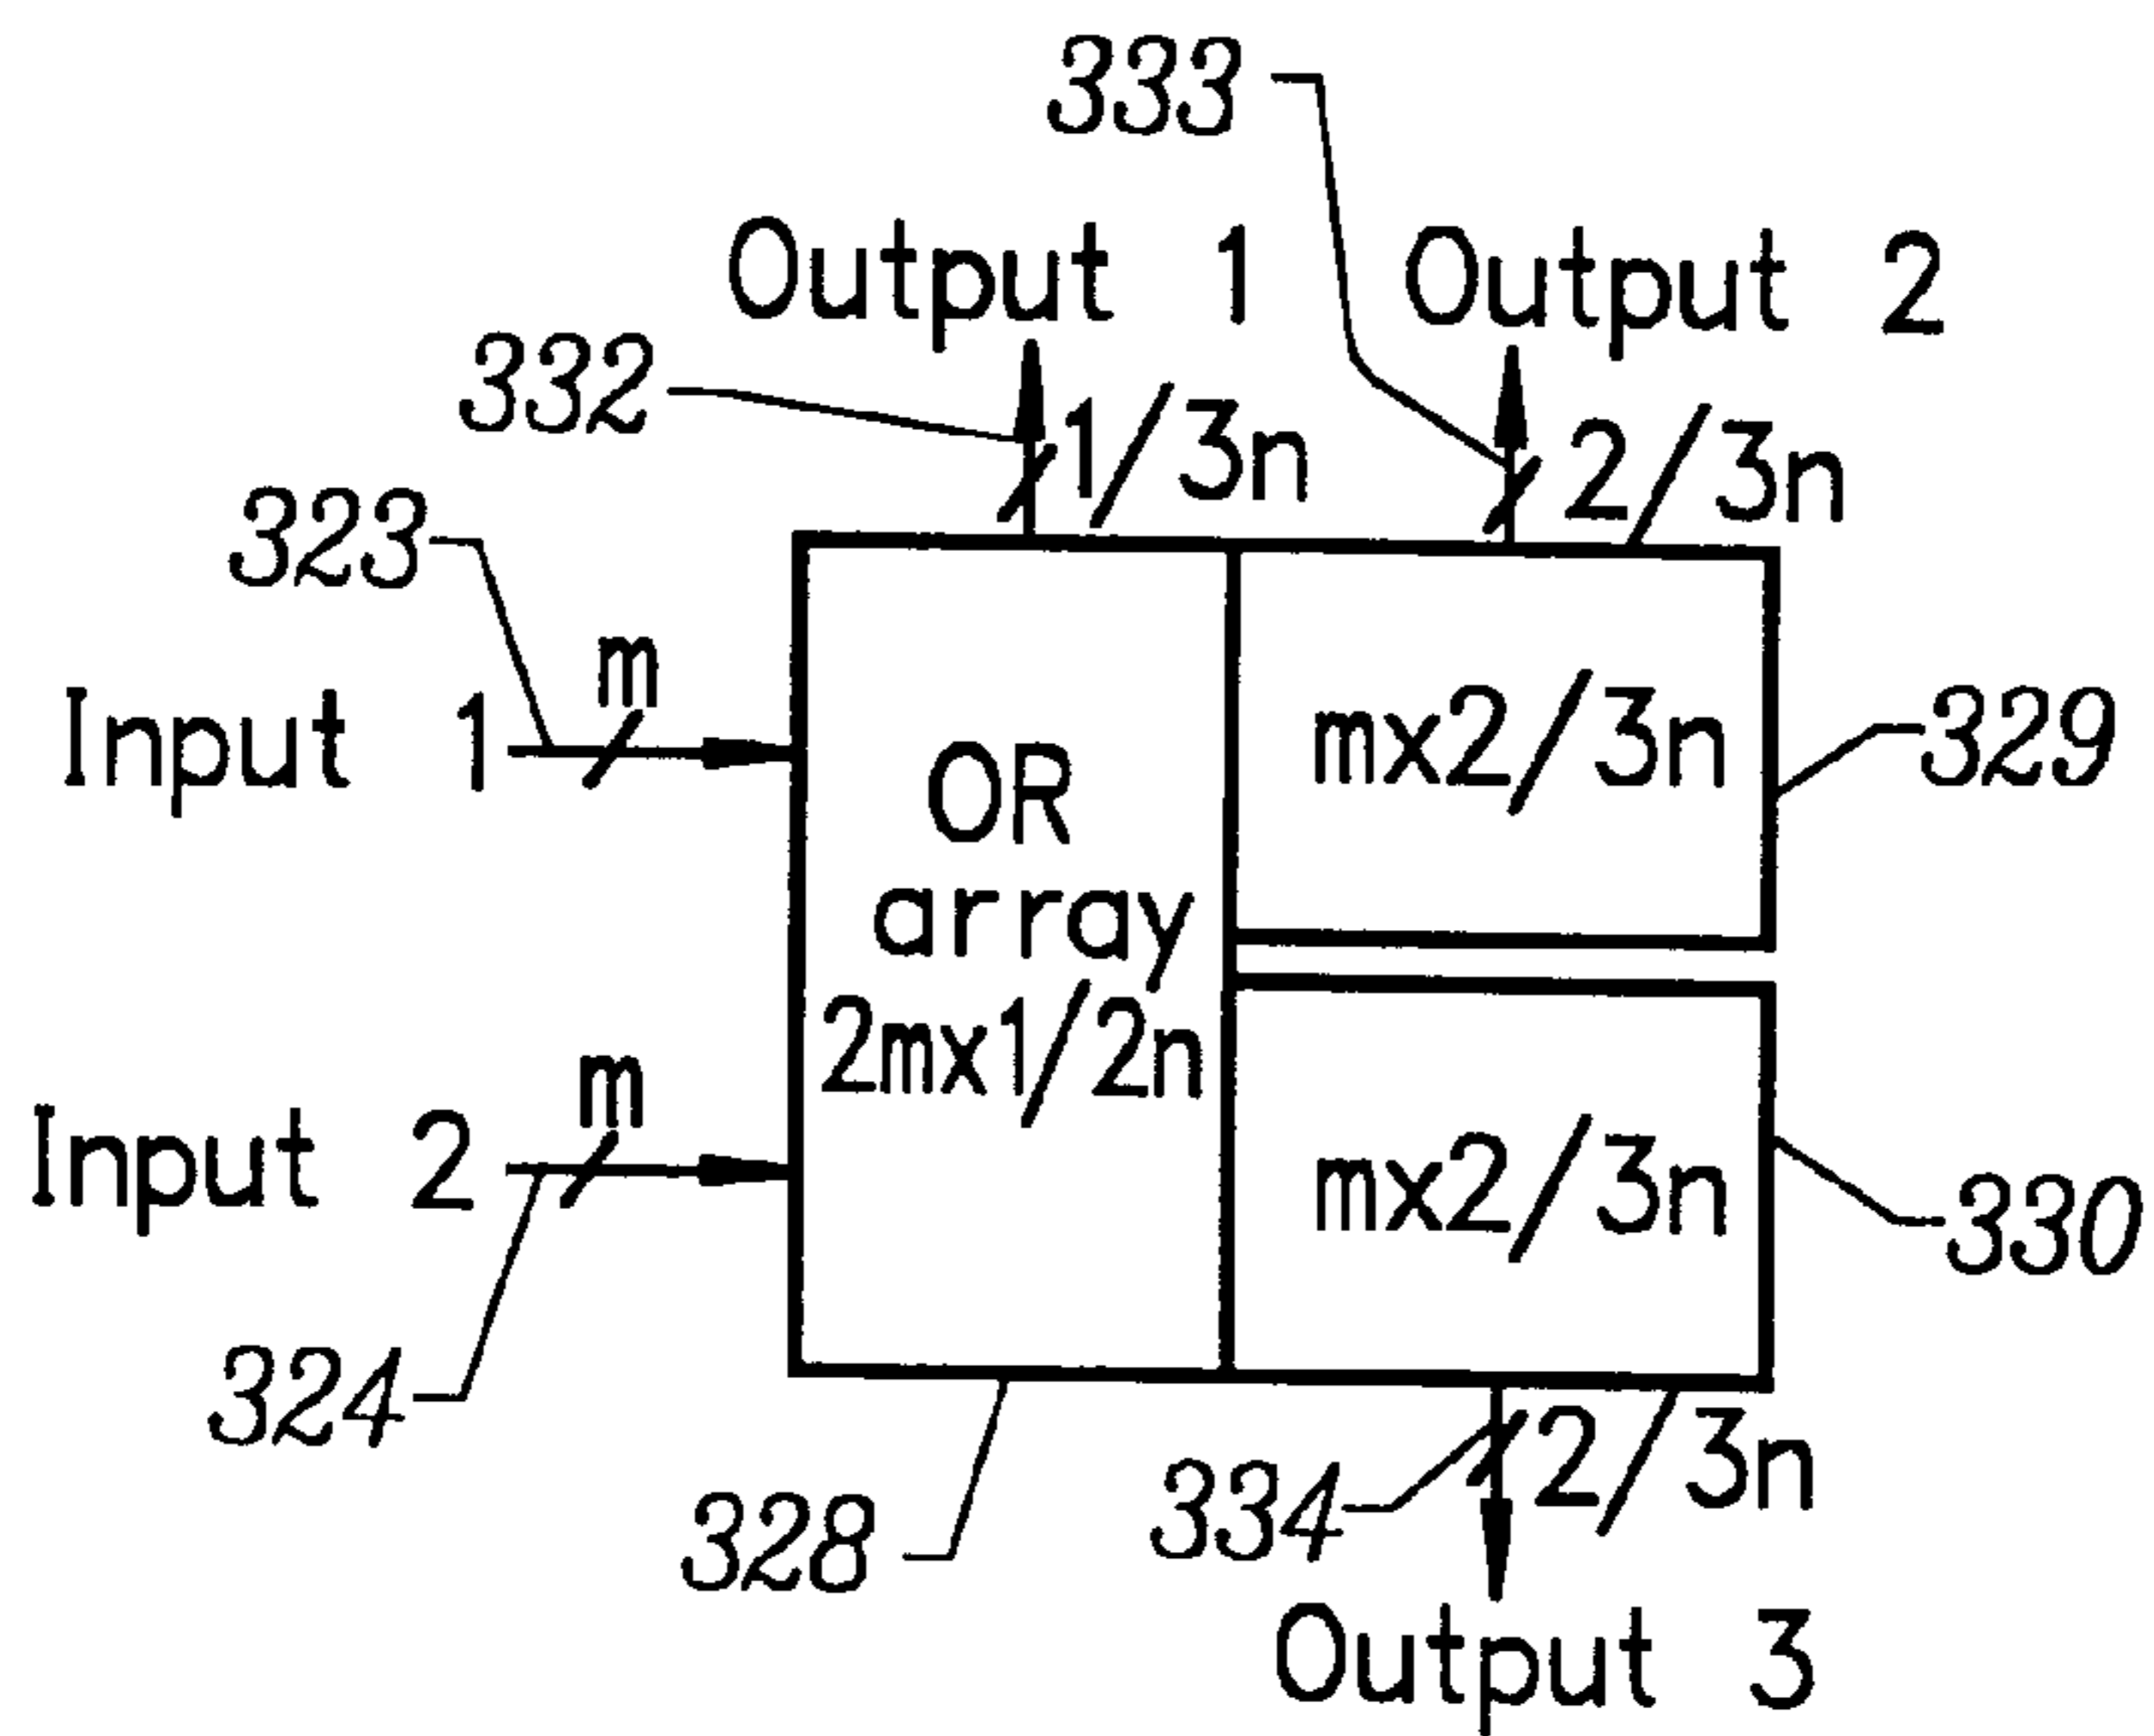 333
Output 1
Output 2
332
1/3n
2/3n
323
m
Input 1
OR
array
2mx1/2n
mx2/3n
329
m
Input 2
mx2/3n
330
324
328
334
2/3n
Output 3